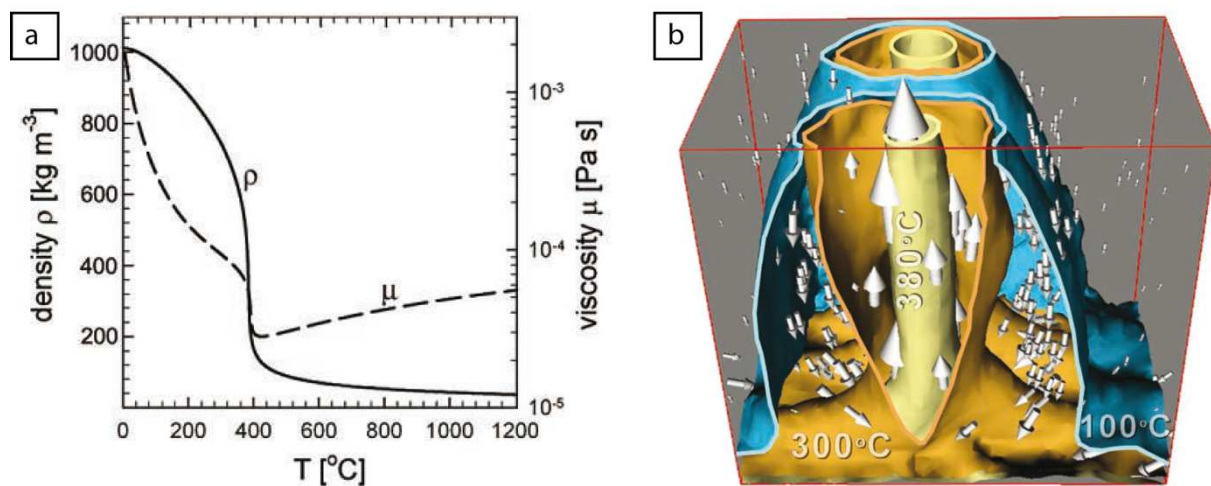 a
b
1000
800
600
400
200
density ρ [kg m⁻³]
ρ
μ
10⁻³
10⁻⁴
10⁻⁵
viscosity μ [Pa s]
0 200 400 600 800 1000 1200
T [°C]
380°C
300°C
100°C